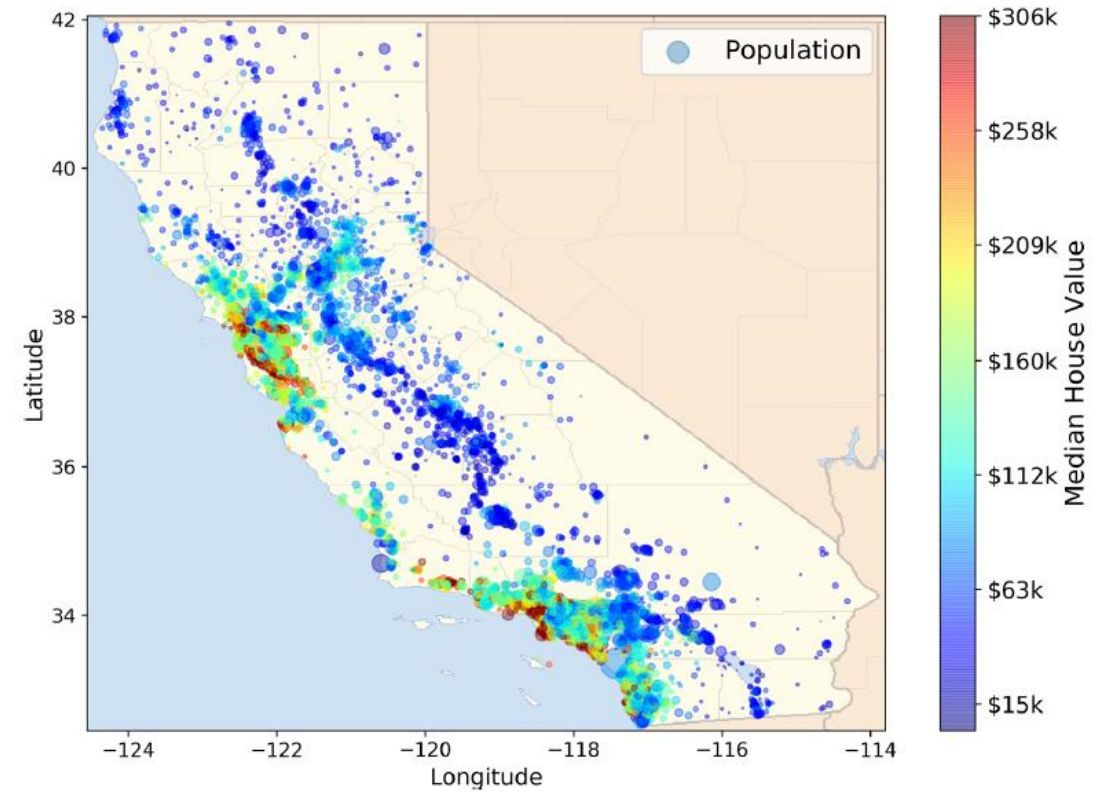 42
40
38
36
34
Latitude
−124
−122
−120
−118
−116
−114
Longitude
Population
$306k
$258k
$209k
$160k
$112k
$63k
$15k
Median House Value